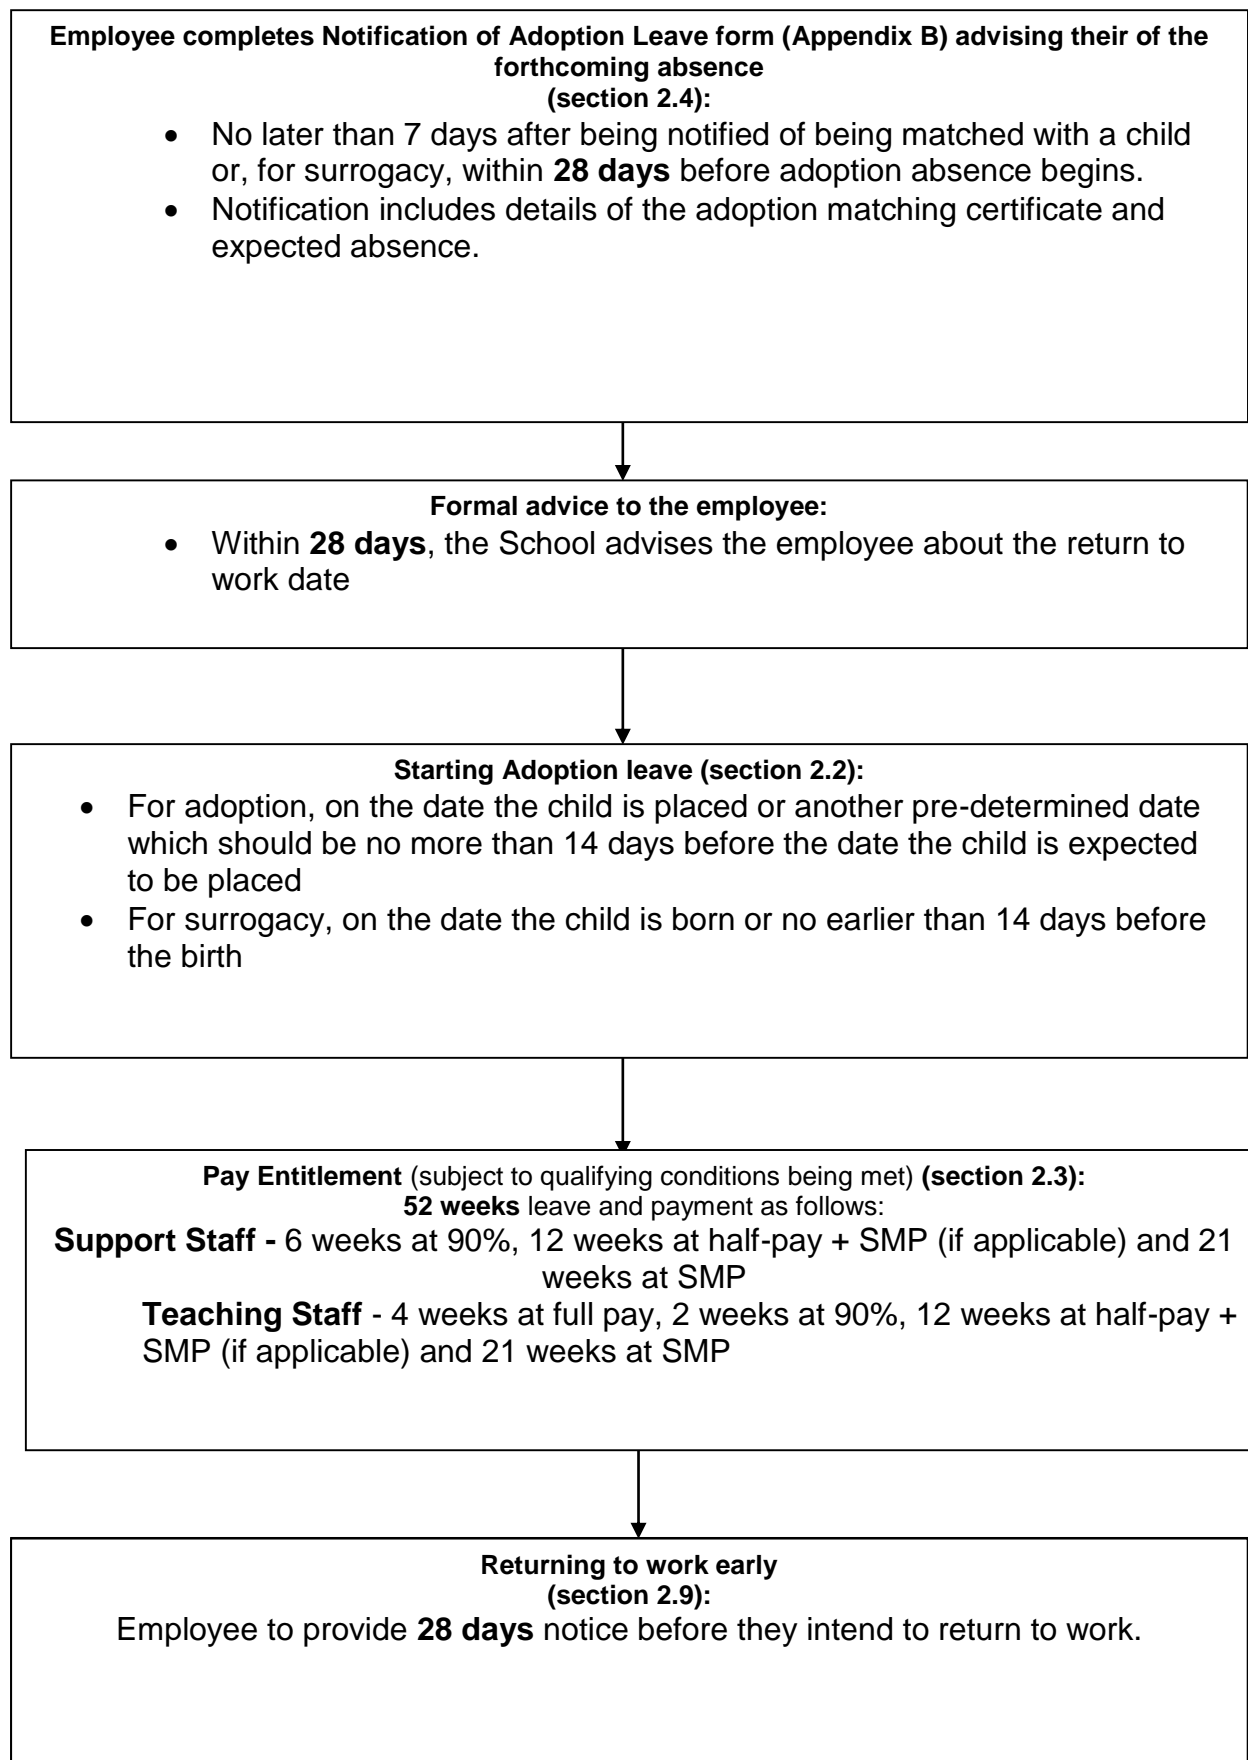 Employee completes Notification of Adoption Leave form (Appendix B) advising their of the
forthcoming absence
(section 2.4):
• No later than 7 days after being notified of being matched with a child
or, for surrogacy, within 28 days before adoption absence begins.
• Notification includes details of the adoption matching certificate and
expected absence.
Formal advice to the employee:
• Within 28 days, the School advises the employee about the return to
work date
Starting Adoption leave (section 2.2):
• For adoption, on the date the child is placed or another pre-determined date
which should be no more than 14 days before the date the child is expected
to be placed
• For surrogacy, on the date the child is born or no earlier than 14 days before
the birth
Pay Entitlement (subject to qualifying conditions being met) (section 2.3):
52 weeks leave and payment as follows:
Support Staff - 6 weeks at 90%, 12 weeks at half-pay + SMP (if applicable) and 21
weeks at SMP
Teaching Staff - 4 weeks at full pay, 2 weeks at 90%, 12 weeks at half-pay +
SMP (if applicable) and 21 weeks at SMP
Returning to work early
(section 2.9):
Employee to provide 28 days notice before they intend to return to work.